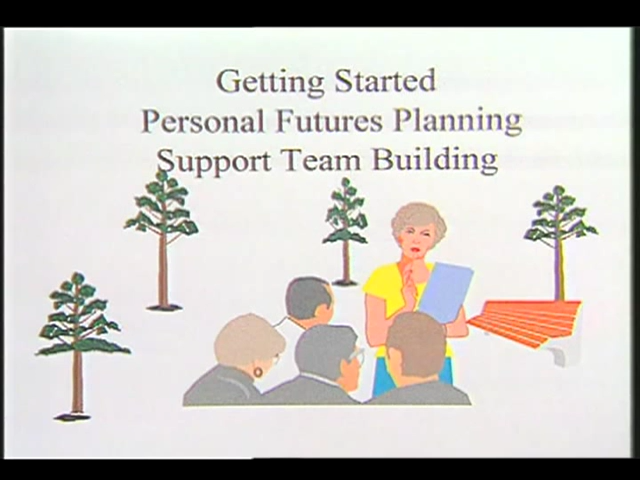 Getting Started
Personal Futures Planning
Support Team Building